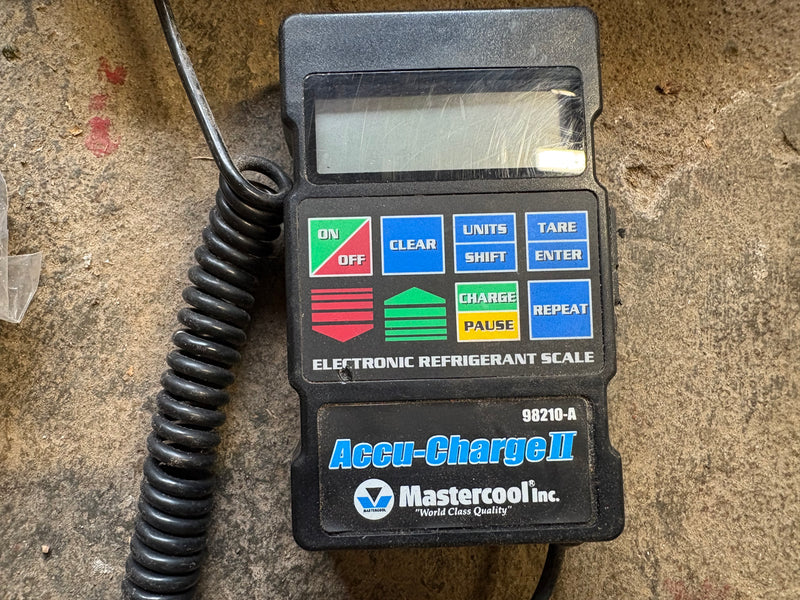 ON
OFF
CLEAR
UNITS
SHIFT
TARE
ENTER
CHARGE
PAUSE
REPEAT
ELECTRONIC REFRIGERANT SCALE
98210-A
Accu-Charge II
MASTERCOOL
Mastercool® Inc.
"World Class Quality"